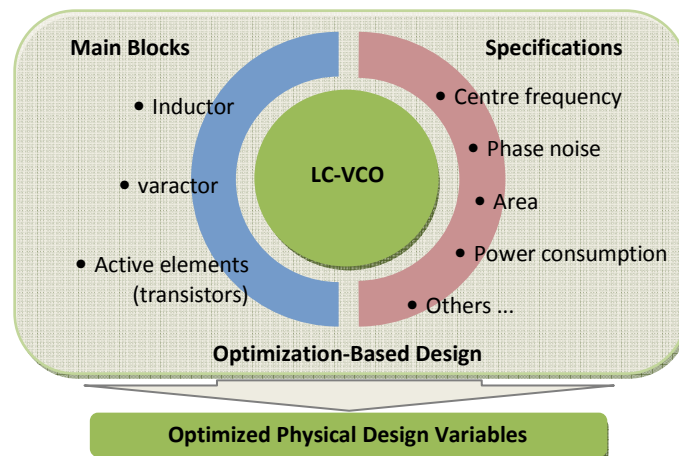 Main Blocks
• Inductor
• varactor
• Active elements
(transistors)
LC-VCO
Specifications
• Centre frequency
• Phase noise
• Area
• Power consumption
• Others ...
Optimization-Based Design
Optimized Physical Design Variables